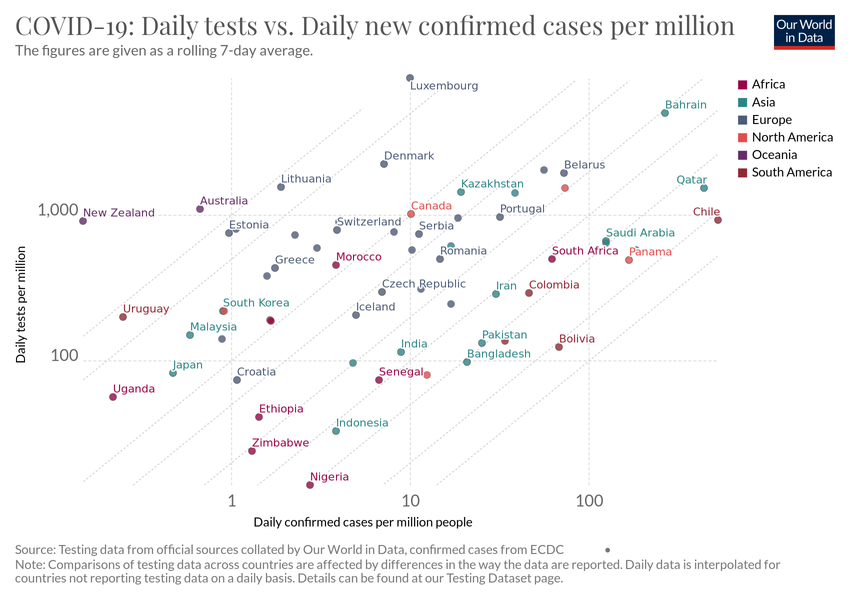 COVID-19: Daily tests vs. Daily new confirmed cases per million
The figures are given as a rolling 7-day average.
Our World
in Data
Luxembourg
Africa
Asia
Europe
North America
Oceania
South America
Bahrain
Denmark
Belarus
Lithuania
Kazakhstan
Qatar
Australia
Canada
Portugal
New Zealand
Chile
1,000
Estonia
Switzerland
Serbia
Saudi Arabia
Greece
Morocco
Romania
South Africa
Panama
Czech Republic
Iran
Colombia
Uruguay
South Korea
Iceland
Malaysia
India
Pakistan
Bolivia
Bangladesh
100
Japan
Croatia
Senegal
Uganda
Ethiopia
Indonesia
Zimbabwe
Nigeria
Daily tests per million
1
10
100
Daily confirmed cases per million people
Source: Testing data from official sources collated by Our World in Data, confirmed cases from ECDC
Note: Comparisons of testing data across countries are affected by differences in the way the data are reported. Daily data is interpolated for
countries not reporting testing data on a daily basis. Details can be found at our Testing Dataset page.